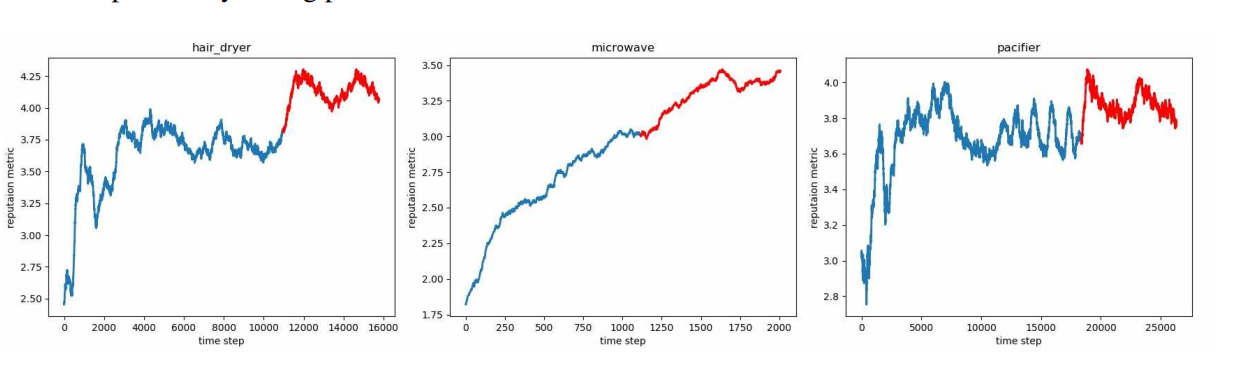 hair_dryer
reputaion metric
4.25
4.00
3.75
3.50
3.25
3.00
2.75
2.50
0 2000 4000 6000 8000 10000 12000 14000 16000
time step
microwave
reputaion metric
3.50
3.25
3.00
2.75
2.50
2.25
2.00
1.75
0 250 500 750 1000 1250 1500 1750 2000
time step
pacifier
reputaion metric
4.0
3.8
3.6
3.4
3.2
3.0
2.8
0 5000 10000 15000 20000 25000
time step